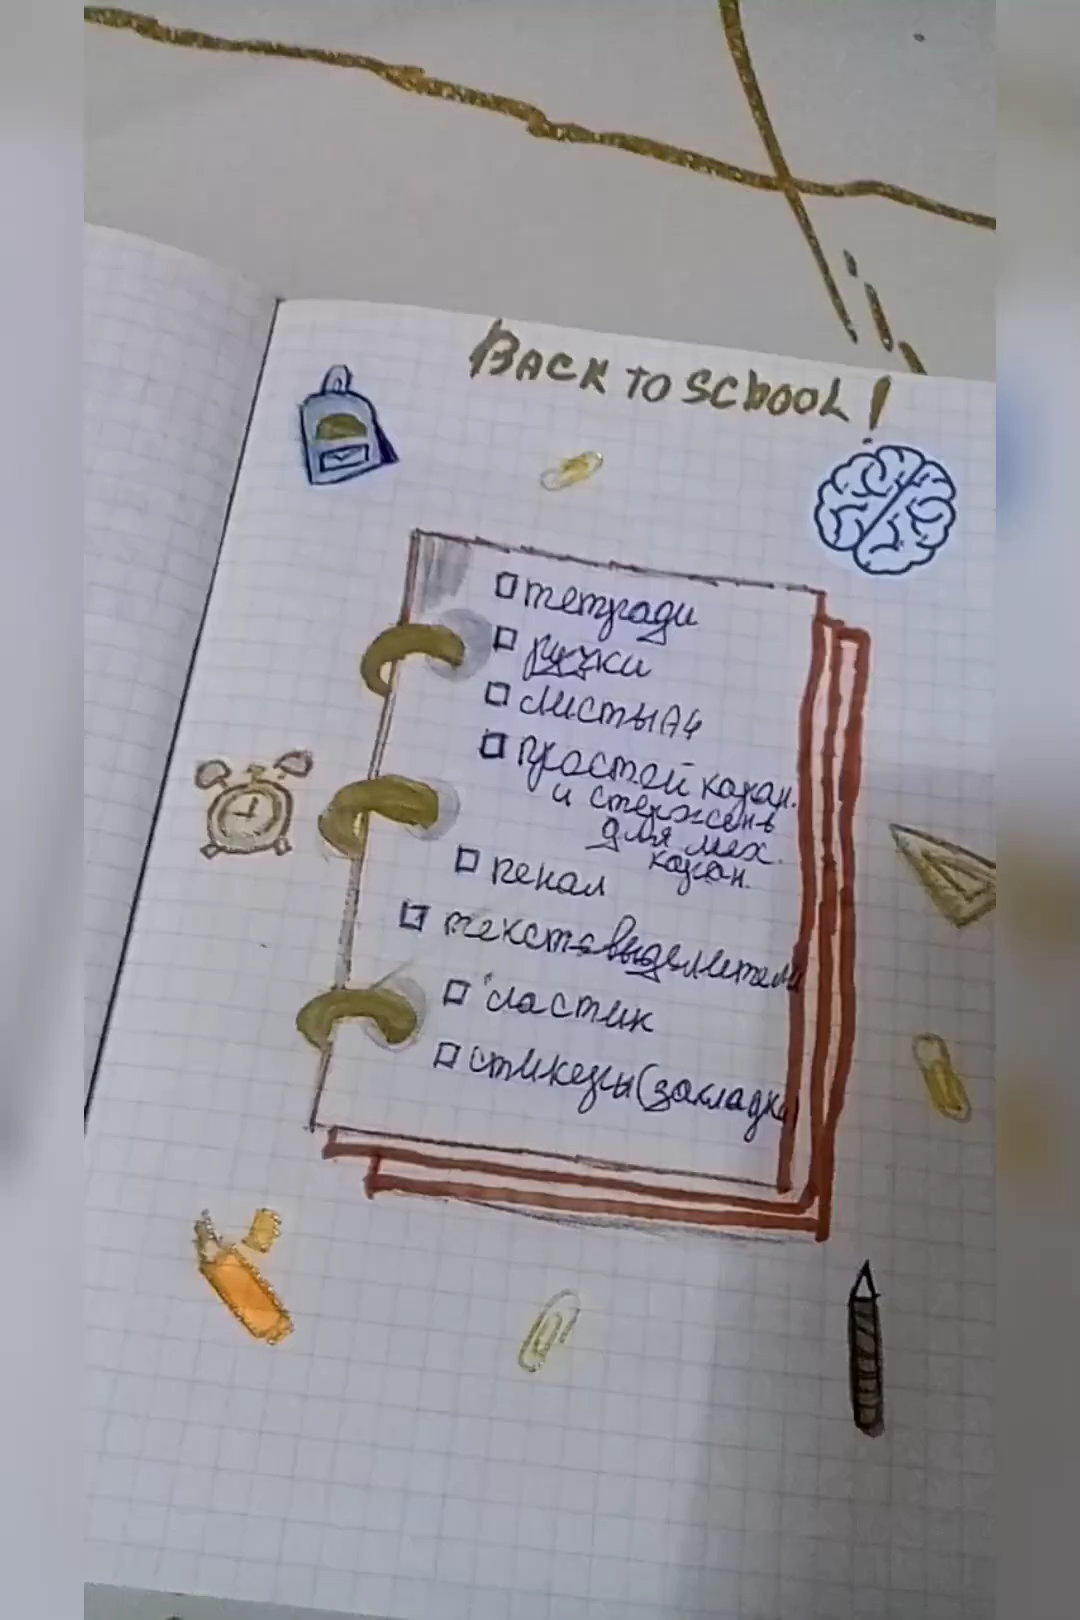 BACK TO SCHOOL!
тетради
ручки
листы А4
простой каран.
и стержень
для мех.
каран.
пенал
текстовыделители
ластик
стикеры (закладки)